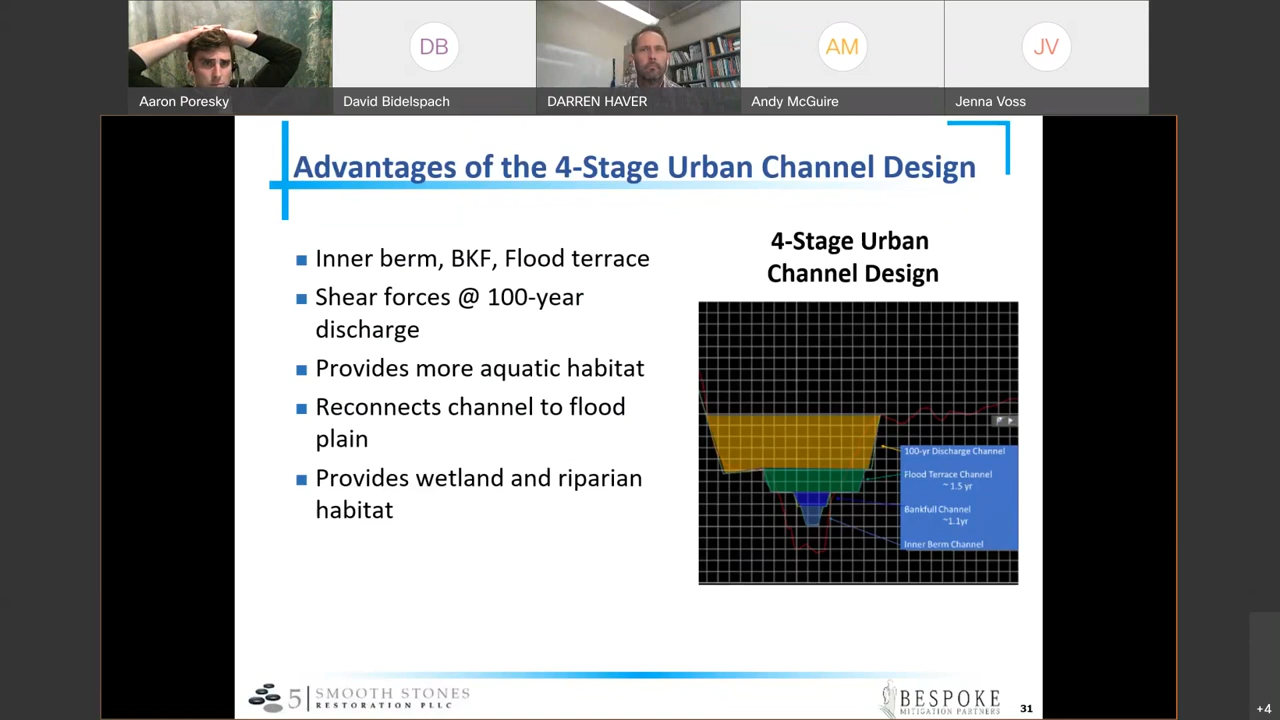 DB
AM
JV
Aaron Poresky
David Bidelspach
DARREN HAVER
Andy McGuire
Jenna Voss
Advantages of the 4-Stage Urban Channel Design
Inner berm, BKF, Flood terrace
Shear forces @ 100-year
discharge
Provides more aquatic habitat
Reconnects channel to flood
plain
Provides wetland and riparian
habitat
4-Stage Urban
Channel Design
100-yr Discharge Channel
Flood Terrace Channel
~ 1.5 yr
Bankfull Channel
~1.1yr
Inner Berm Channel
5 SMOOTH STONES
RESTORATION PLLC
BESPOKE
MITIGATION PARTNERS
31
+4